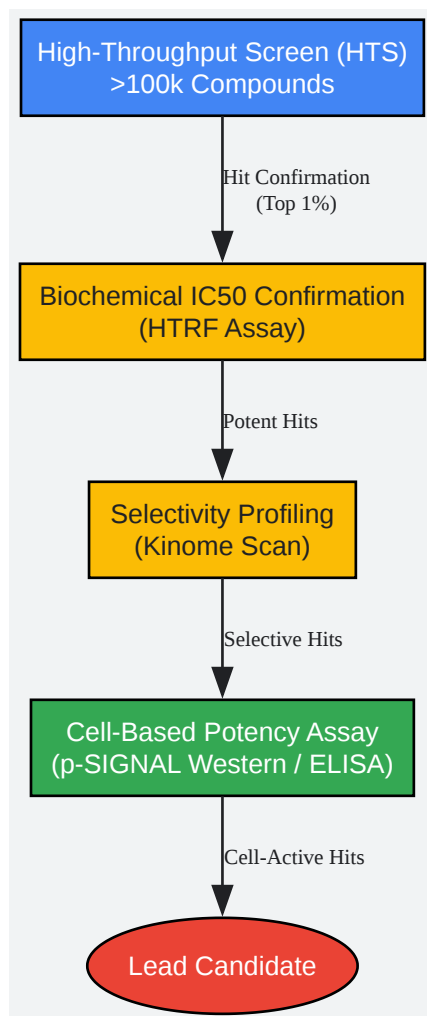 High-Throughput Screen (HTS)
>100k Compounds
Hit Confirmation
(Top 1%)
Biochemical IC50 Confirmation
(HTRF Assay)
Potent Hits
Selectivity Profiling
(Kinome Scan)
Selective Hits
Cell-Based Potency Assay
(p-SIGNAL Western / ELISA)
Cell-Active Hits
Lead Candidate